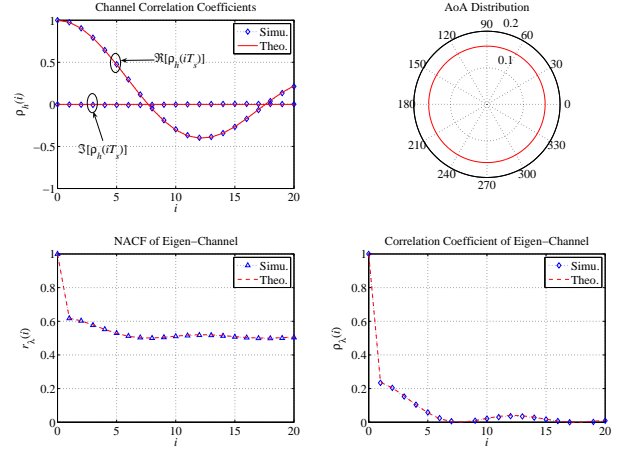 Channel Correlation Coefficients
1
0.5
0
−0.5
−1
ρh(i)
0 5 10 15 20
i
ℜ[ρh(iTs)]
ℑ[ρh(iTs)]
Simu.
Theo.
AoA Distribution
90 0.2
120 60
150 0.1 30
180 0
210 330
240 300
270
NACF of Eigen−Channel
1
0.8
0.6
0.4
0.2
0
rλ(i)
0 5 10 15 20
i
Simu.
Theo.
Correlation Coefficient of Eigen−Channel
1
0.8
0.6
0.4
0.2
0
ρλ(i)
0 5 10 15 20
i
Simu.
Theo.